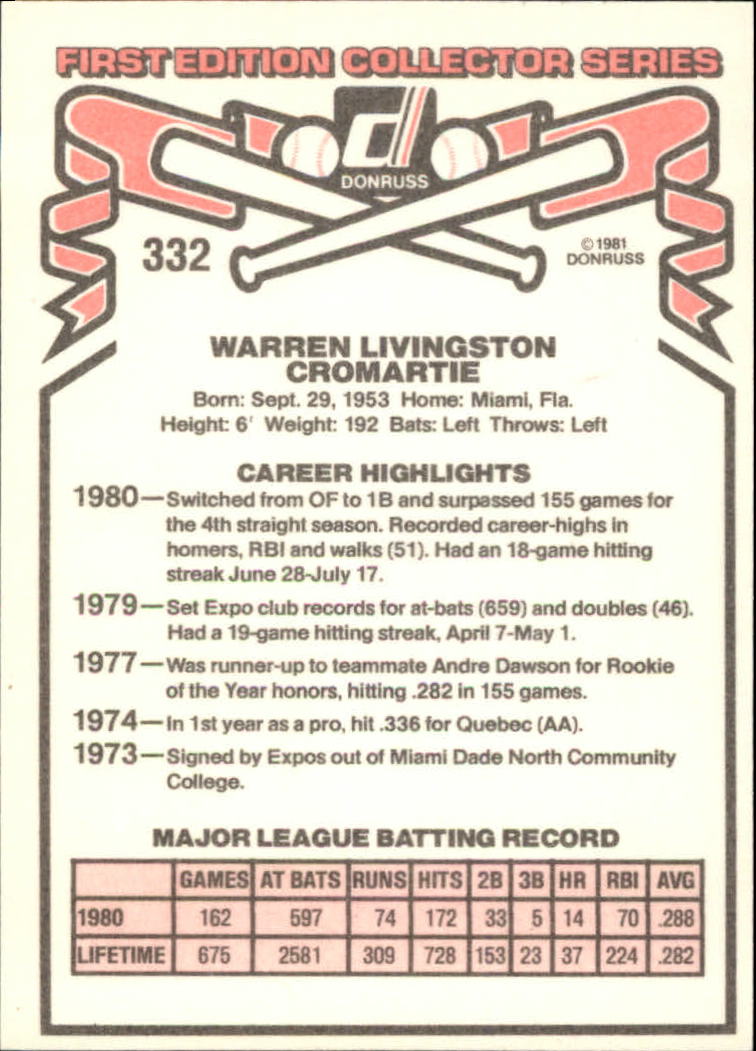 FIRST EDITION COLLECTOR SERIES
d
DONRUSS
332
© 1981
DONRUSS
WARREN LIVINGSTON
CROMARTIE
Born: Sept. 29, 1953 Home: Miami, Fla.
Height: 6' Weight: 192 Bats: Left Throws: Left
CAREER HIGHLIGHTS
1980—Switched from OF to 1B and surpassed 155 games for
the 4th straight season. Recorded career-highs in
homers, RBI and walks (51). Had an 18-game hitting
streak June 28-July 17.
1979—Set Expo club records for at-bats (659) and doubles (46).
Had a 19-game hitting streak, April 7-May 1.
1977—Was runner-up to teammate Andre Dawson for Rookie
of the Year honors, hitting .282 in 155 games.
1974—In 1st year as a pro, hit .336 for Quebec (AA).
1973—Signed by Expos out of Miami Dade North Community
College.
MAJOR LEAGUE BATTING RECORD
GAMES AT BATS RUNS HITS 2B 3B HR RBI AVG
1980 162 597 74 172 33 5 14 70 .288
LIFETIME 675 2581 309 728 153 23 37 224 .282